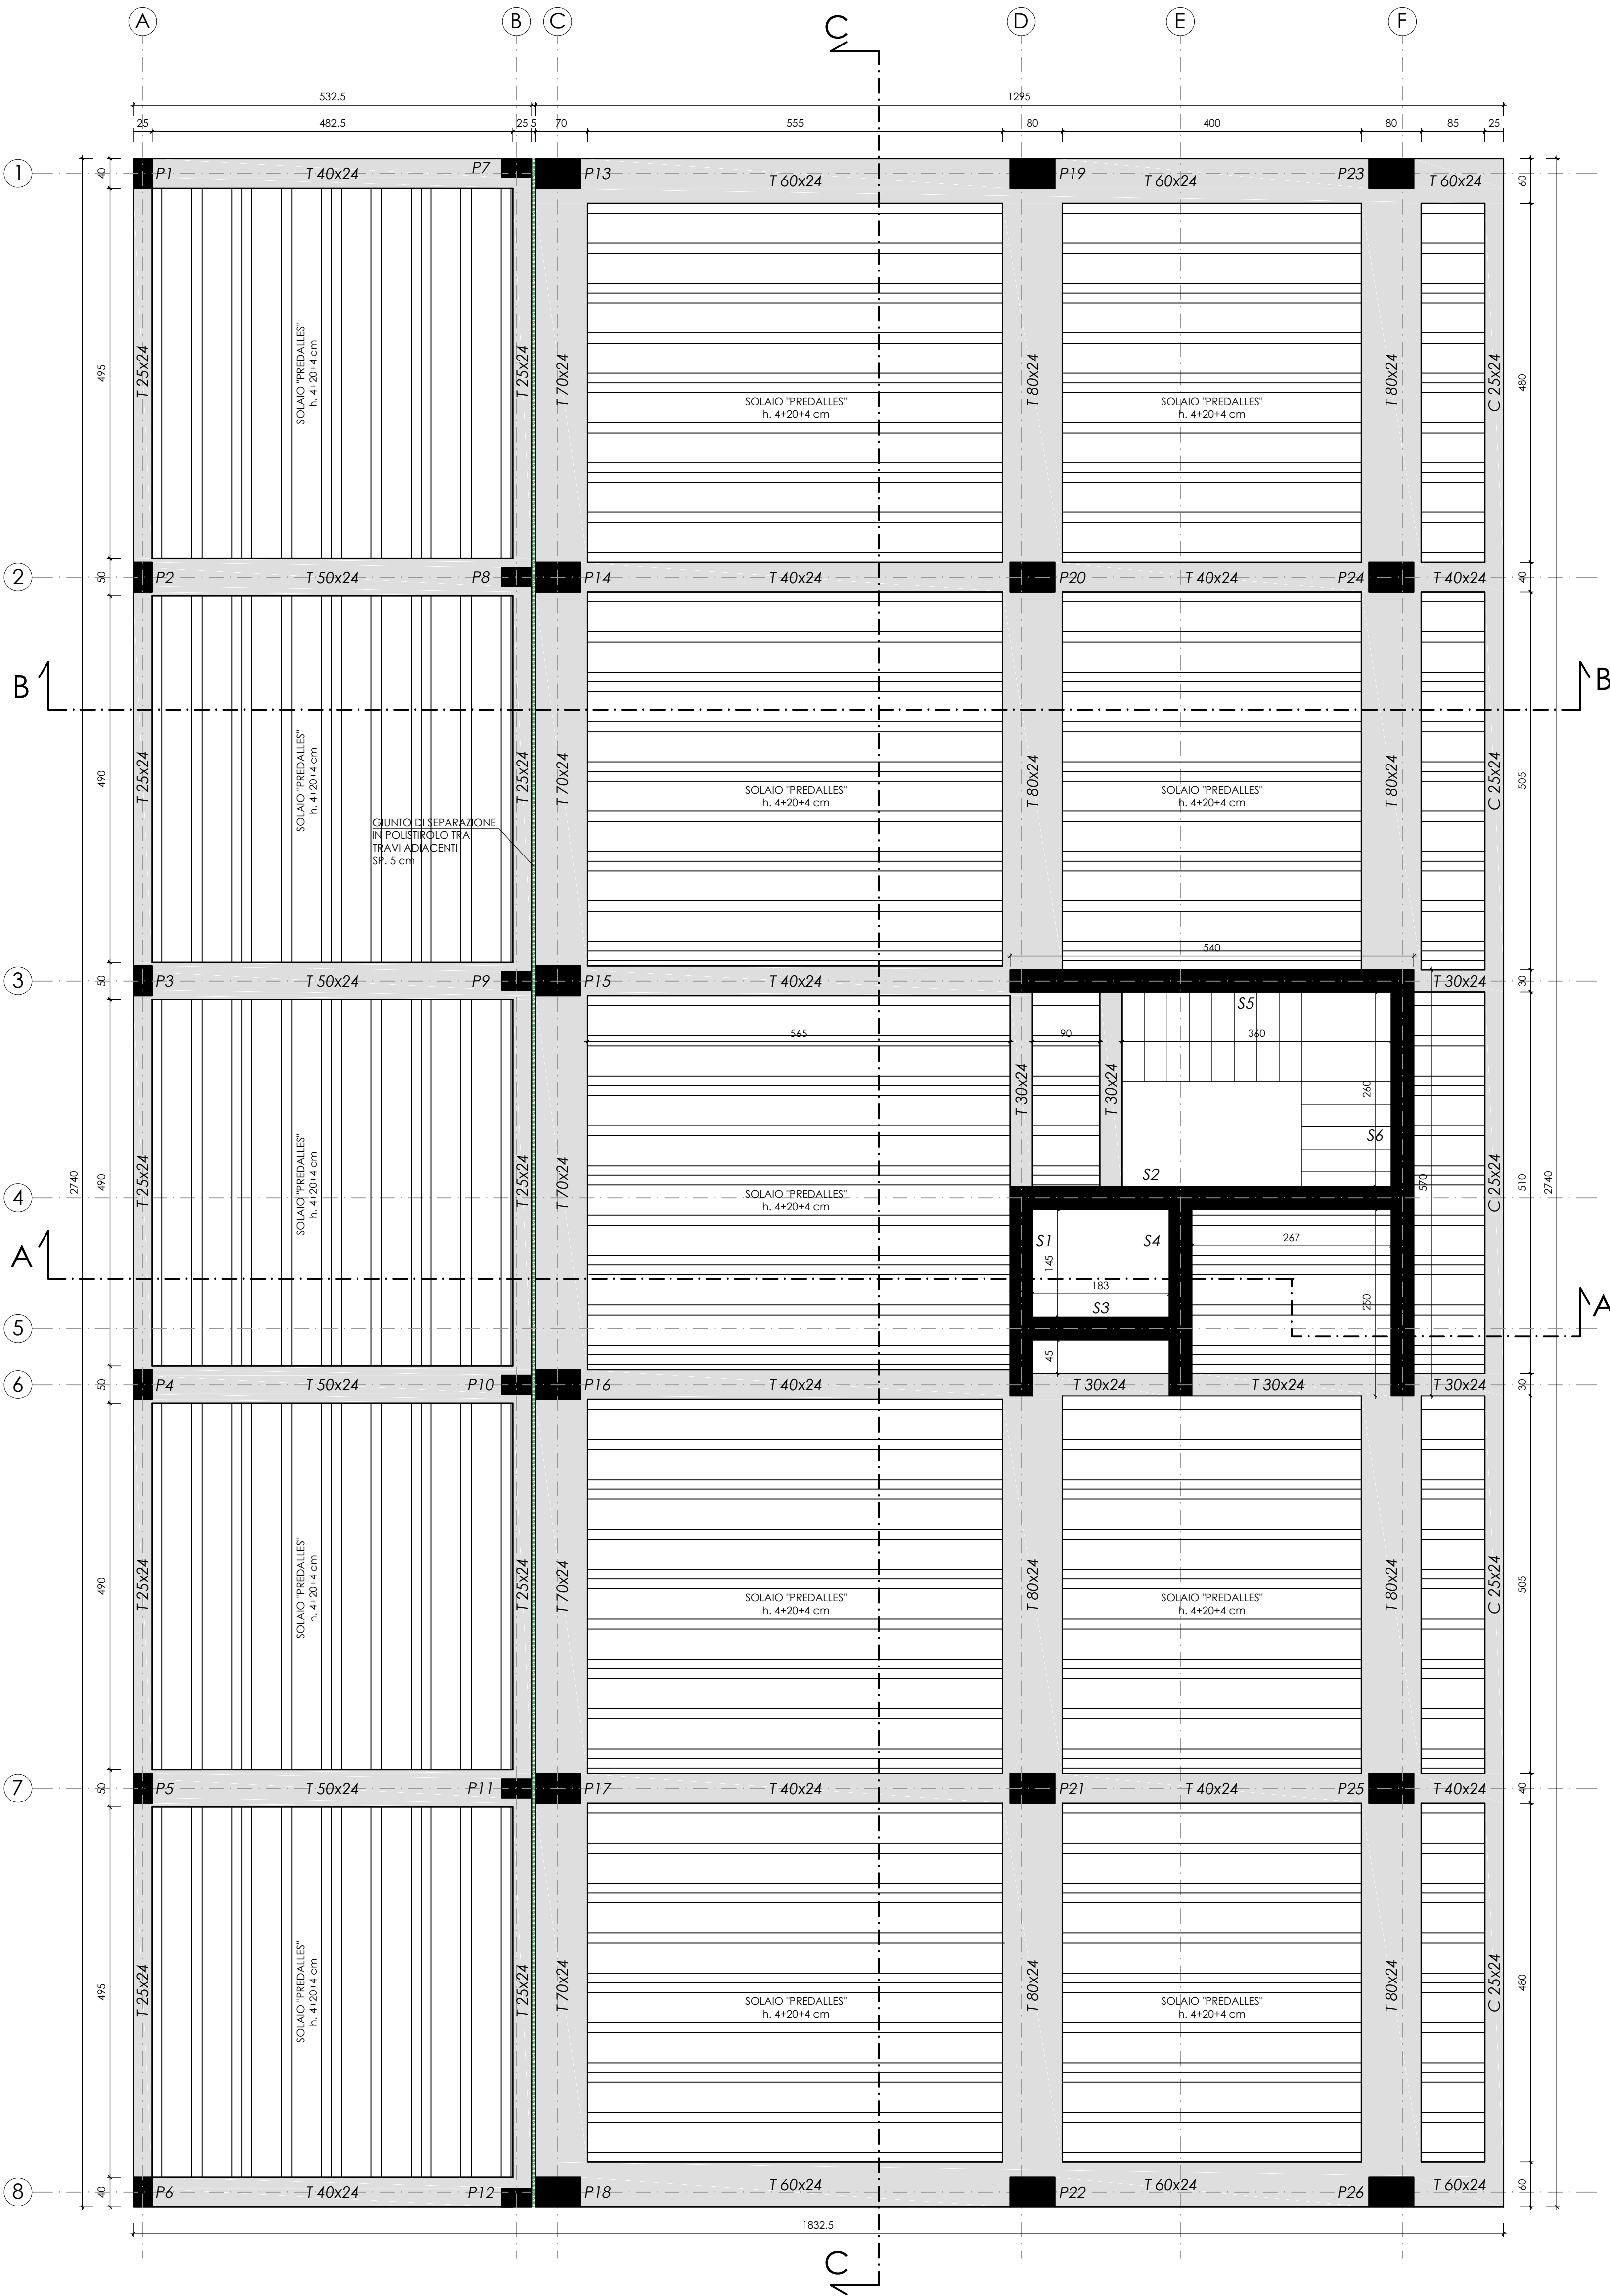 A B C D E F
C
532.5 1295
25 482.5 25 5 70 555 80 400 80 85 25
1 40 P1 T 40x24 P7 P13 T 60x24 P19 T 60x24 P23 T 60x24 60
495 T 25x24 SOLAIO "PREDALLES" T 25x24 T 70x24 T 80x24 T 80x24 C 25x24 480
h. 4+20+4 cm
SOLAIO "PREDALLES" SOLAIO "PREDALLES"
h. 4+20+4 cm h. 4+20+4 cm
2 50 P2 T 50x24 P8 P14 T 40x24 P20 T 40x24 P24 T 40x24 40
B B
490 T 25x24 SOLAIO "PREDALLES" T 25x24 T 70x24 T 80x24 T 80x24 C 25x24 505
h. 4+20+4 cm
SOLAIO "PREDALLES" SOLAIO "PREDALLES"
h. 4+20+4 cm h. 4+20+4 cm
GIUNTO DI SEPARAZIONE
IN POLISTIROLO TRA
TRAVI ADIACENTI
SP. 5 cm
540
3 50 P3 T 50x24 P9 P15 T 40x24 T 30x24 30
S5
565 90 360
T 30x24 T 30x24 260
S6
2740 490 T 25x24 SOLAIO "PREDALLES" T 25x24 T 70x24 S2 570 C 25x24 510 2740
h. 4+20+4 cm
4
SOLAIO "PREDALLES"
h. 4+20+4 cm
A S1 145 S4 267 A
183 250
S3
5
45
6 50 P4 T 50x24 P10 P16 T 40x24 T 30x24 T 30x24 T 30x24 30
490 T 25x24 SOLAIO "PREDALLES" T 25x24 T 70x24 T 80x24 T 80x24 C 25x24 505
h. 4+20+4 cm
SOLAIO "PREDALLES" SOLAIO "PREDALLES"
h. 4+20+4 cm h. 4+20+4 cm
7 50 P5 T 50x24 P11 P17 T 40x24 P21 T 40x24 P25 T 40x24 40
495 T 25x24 SOLAIO "PREDALLES" T 25x24 T 70x24 T 80x24 T 80x24 C 25x24 480
h. 4+20+4 cm
SOLAIO "PREDALLES" SOLAIO "PREDALLES"
h. 4+20+4 cm h. 4+20+4 cm
8 40 P6 T 40x24 P12 P18 T 60x24 P22 T 60x24 P26 T 60x24 60
1832.5
C